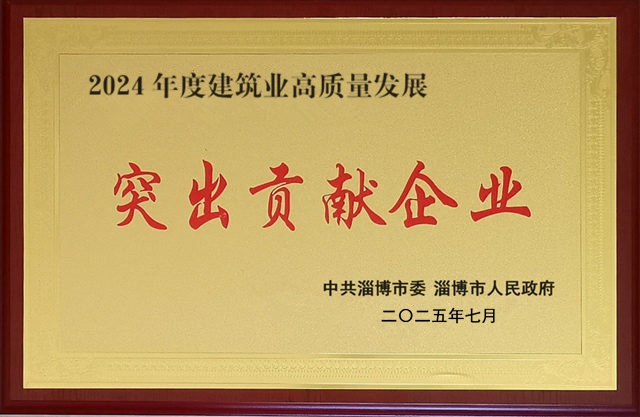 2024 年度建筑业高质量发展
突出贡献企业
中共淄博市委 淄博市人民政府
二〇二五年七月